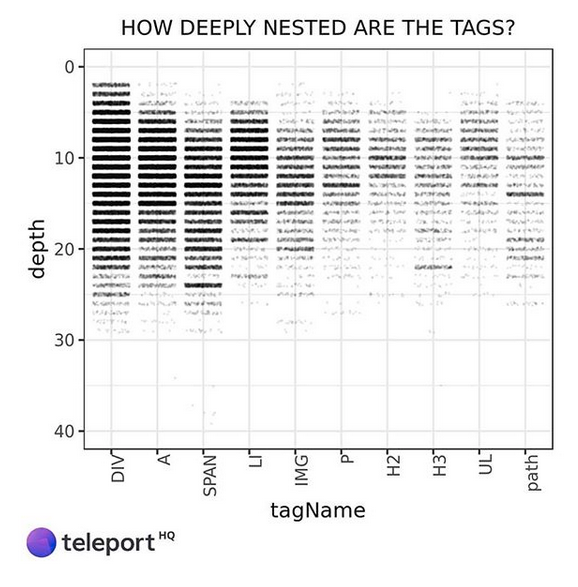 HOW DEEPLY NESTED ARE THE TAGS?
0
10
20
30
40
depth
DIV
A
SPAN
LI
IMG
P
H2
H3
UL
path
tagName
teleport HQ